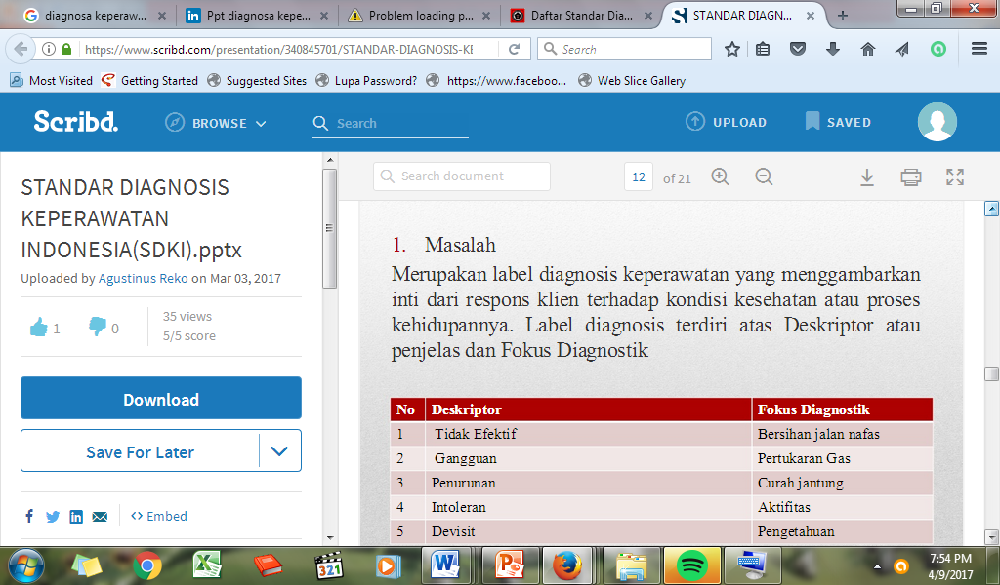 diagnosa keperaw...
Ppt diagnosa kepe...
Problem loading p...
Daftar Standar Dia...
STANDAR DIAGN...
https://www.scribd.com/presentation/340845701/STANDAR-DIAGNOSIS-KE
Search
Most Visited
Getting Started
Suggested Sites
Lupa Password?
https://www.faceboo...
Web Slice Gallery
Scribd.
BROWSE
Search
UPLOAD
SAVED
STANDAR DIAGNOSIS
KEPERAWATAN
INDONESIA(SDKI).pptx
Uploaded by Agustinus Reko on Mar 03, 2017
1
0
35 views
5/5 score
Download
Save For Later
<> Embed
Search document
12 of 21
1. Masalah
Merupakan label diagnosis keperawatan yang menggambarkan
inti dari respons klien terhadap kondisi kesehatan atau proses
kehidupannya. Label diagnosis terdiri atas Deskriptor atau
penjelas dan Fokus Diagnostik
No Deskriptor Fokus Diagnostik
1 Tidak Efektif Bersihan jalan nafas
2 Gangguan Pertukaran Gas
3 Penurunan Curah jantung
4 Intoleran Aktifitas
5 Devisit Pengetahuan
321
7:54 PM
4/9/2017